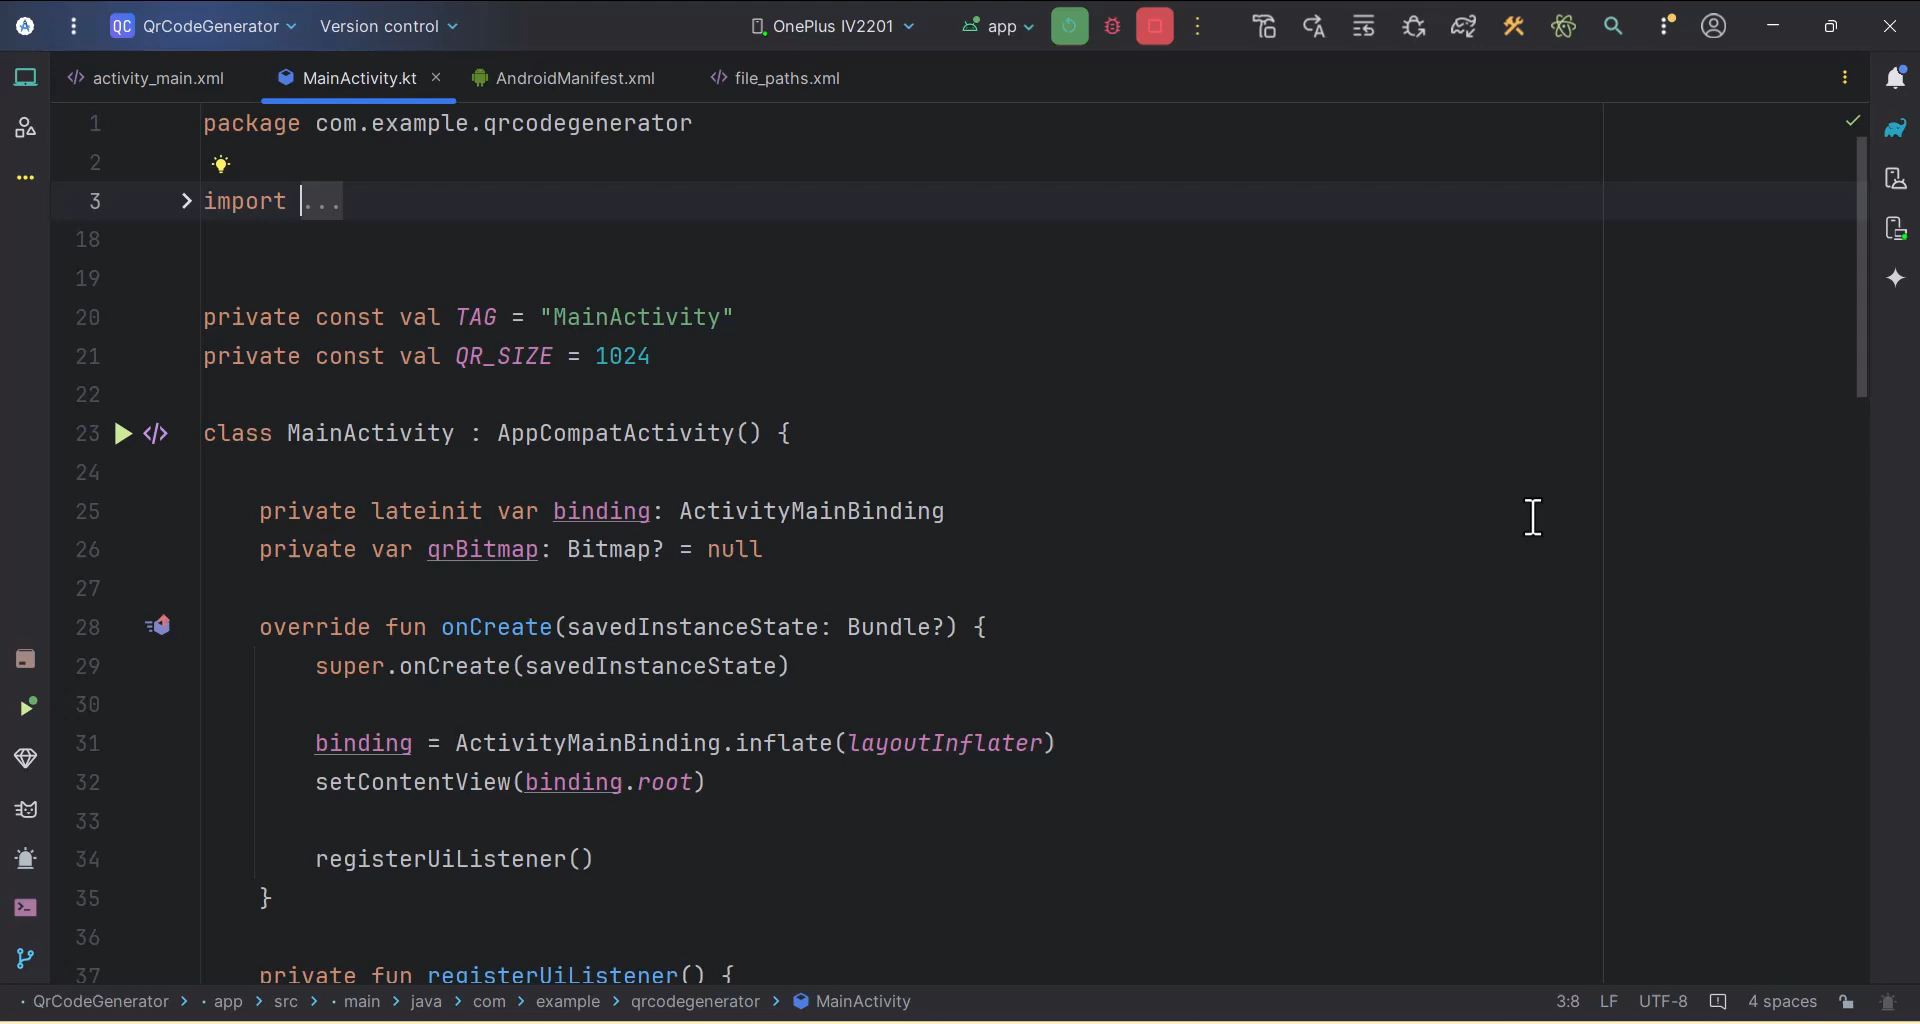 QC QrCodeGenerator Version control OnePlus IV2201 app
activity_main.xml MainActivity.kt AndroidManifest.xml file_paths.xml
1 package com.example.qrcodegenerator
2
3 import ...
18
19
20 private const val TAG = "MainActivity"
21 private const val QR_SIZE = 1024
22
23 class MainActivity : AppCompatActivity() {
24
25 private lateinit var binding: ActivityMainBinding
26 private var qrBitmap: Bitmap? = null
27
28 override fun onCreate(savedInstanceState: Bundle?) {
29 super.onCreate(savedInstanceState)
30
31 binding = ActivityMainBinding.inflate(layoutInflater)
32 setContentView(binding.root)
33
34 registerUiListener()
35 }
36
37 private fun registerUiListener() {
QrCodeGenerator > app > src > main > java > com > example > qrcodegenerator > MainActivity 3:8 LF UTF-8 4 spaces